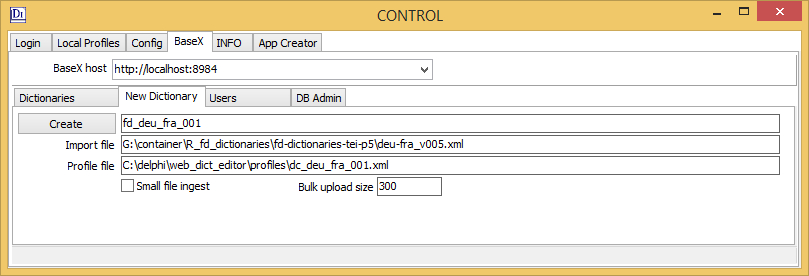 Dı CONTROL
Login Local Profiles Config BaseX INFO App Creator
BaseX host http://localhost:8984
Dictionaries New Dictionary Users DB Admin
Create fd_deu_fra_001
Import file G:\container\R_fd_dictionaries\fd-dictionaries-tei-p5\deu-fra_v005.xml
Profile file C:\delphi\web_dict_editor\profiles\dc_deu_fra_001.xml
Small file ingest Bulk upload size 300